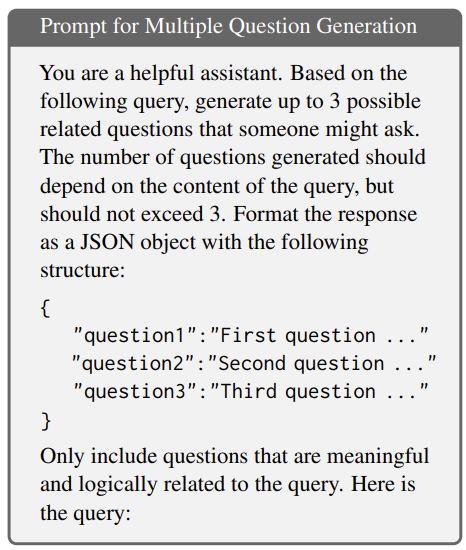 Prompt for Multiple Question Generation
You are a helpful assistant. Based on the
following query, generate up to 3 possible
related questions that someone might ask.
The number of questions generated should
depend on the content of the query, but
should not exceed 3. Format the response
as a JSON object with the following
structure:
{
"question1":"First question ..."
"question2":"Second question ..."
"question3":"Third question ..."
}
Only include questions that are meaningful
and logically related to the query. Here is
the query: